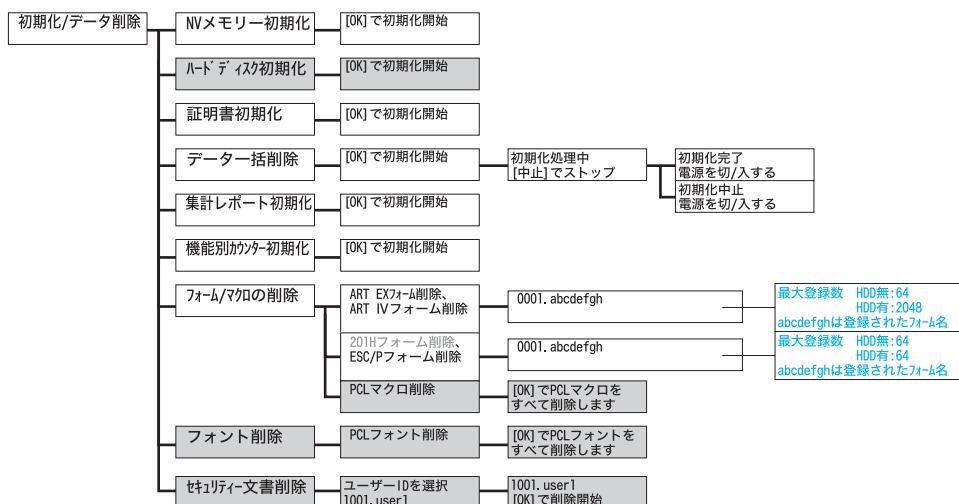 初期化/データ削除
NVメモリー初期化
[OK]で初期化開始
ハードディスク初期化
[OK]で初期化開始
証明書初期化
[OK]で初期化開始
データ一括削除
[OK]で初期化開始
初期化処理中
[中止]でストップ
初期化完了
電源を切/入する
初期化中止
電源を切/入する
集計レポート初期化
[OK]で初期化開始
機能別カウンター初期化
[OK]で初期化開始
フォーム/マクロの削除
ART EXフォーム削除、
ART IVフォーム削除
0001. abcdefgh
最大登録数 HDD無:64
HDD有:2048
abcdefghは登録されたフォーム名
201Hフォーム削除、
ESC/Pフォーム削除
0001. abcdefgh
最大登録数 HDD無:64
HDD有:64
abcdefghは登録されたフォーム名
PCLマクロ削除
[OK]でPCLマクロを
すべて削除します
フォント削除
PCLフォント削除
[OK]でPCLフォントを
すべて削除します
セキュリティー文書削除
ユーザーIDを選択
1001. user1
1001. user1
[OK]で削除開始